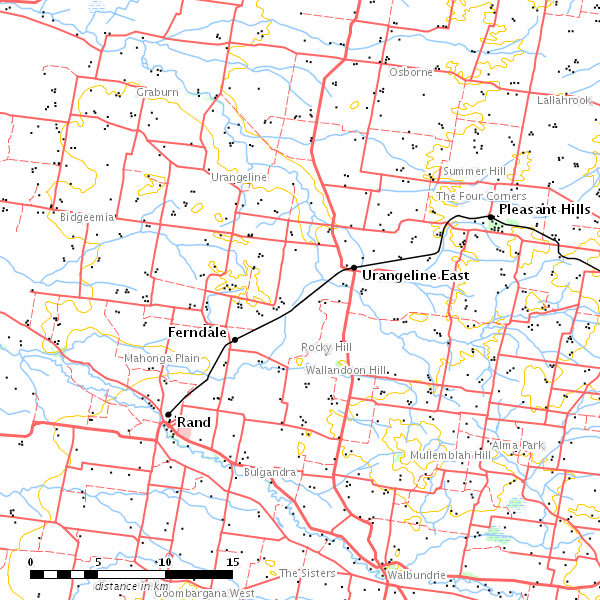 Osborne
Graburn
Lallahrook
Summer Hill
Urangeline
The Four Corners
Pleasant Hills
Bidgeemia
Urangeline East
Ferndale
Rocky Hill
Mahonga Plain
Wallandoon Hill
Rand
Alma Park
Mullemblah Hill
Bulgandra
0 5 10 15
The Sisters
Walbundrie
distance in km
Coombargana West